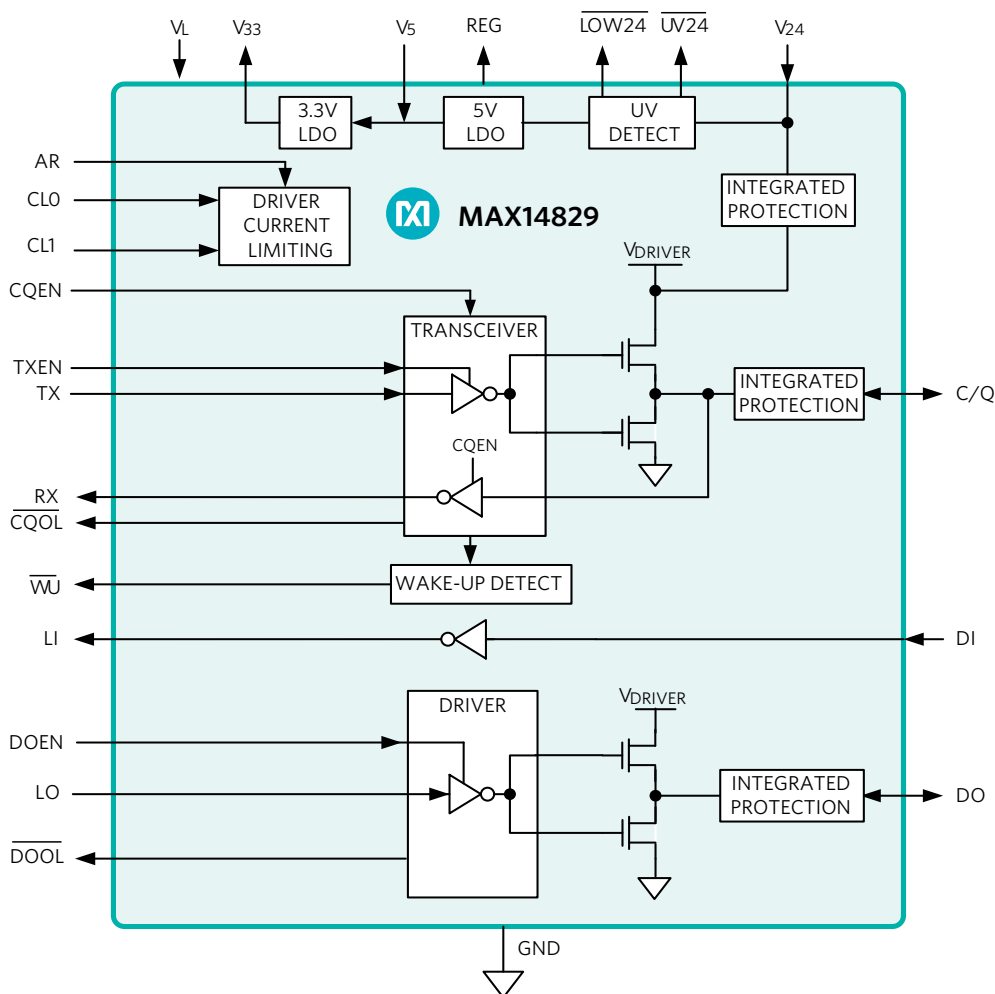 VL V33 V5 REG LOW24 UV24 V24
3.3V
LDO
5V
LDO
UV
DETECT
AR
CL0
CL1
DRIVER
CURRENT
LIMITING
MAX14829
INTEGRATED
PROTECTION
VDRIVER
CQEN
TRANSCEIVER
TXEN
TX
INTEGRATED
PROTECTION
C/Q
CQEN
RX
CQOL
WU
WAKE-UP DETECT
LI
DI
DRIVER
VDRIVER
DOEN
LO
INTEGRATED
PROTECTION
DO
DOOL
GND